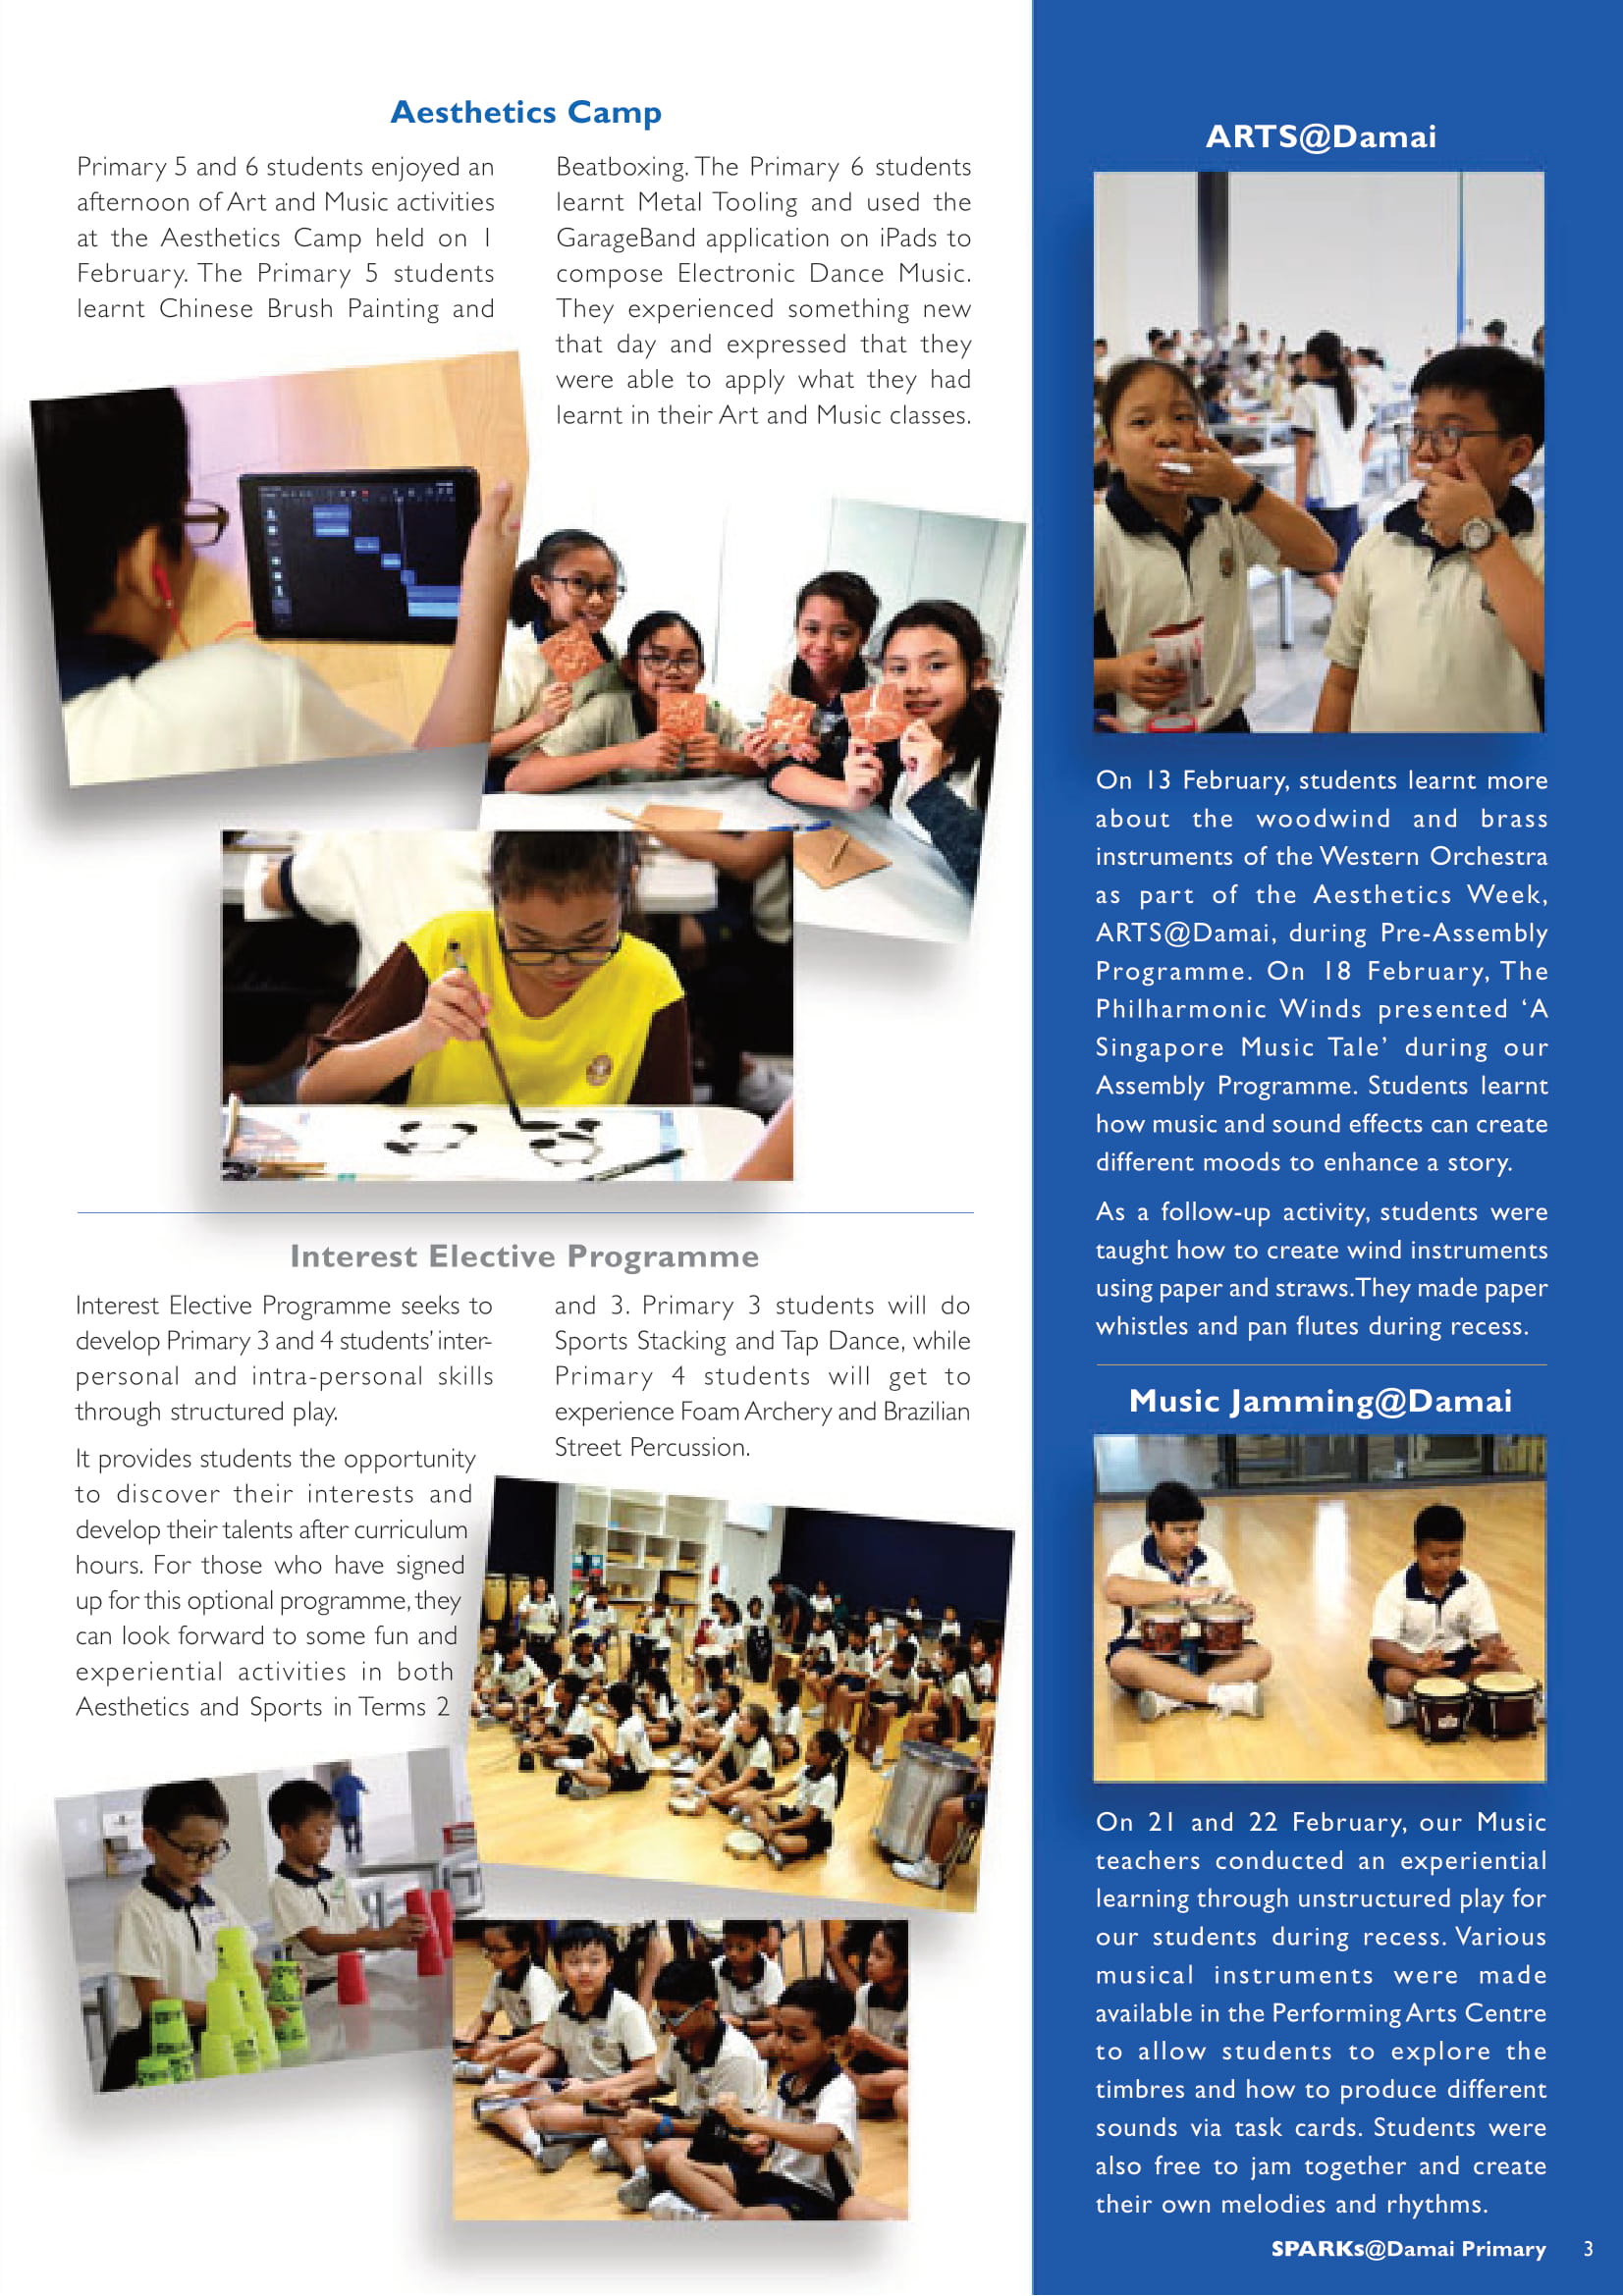 Aesthetics Camp
Primary 5 and 6 students enjoyed an
afternoon of Art and Music activities
at the Aesthetics Camp held on 1
February. The Primary 5 students
learnt Chinese Brush Painting and
Beatboxing. The Primary 6 students
learnt Metal Tooling and used the
GarageBand application on iPads to
compose Electronic Dance Music.
They experienced something new
that day and expressed that they
were able to apply what they had
learnt in their Art and Music classes.
Interest Elective Programme
Interest Elective Programme seeks to
develop Primary 3 and 4 students' inter-
personal and intra-personal skills
through structured play.
It provides students the opportunity
to discover their interests and
develop their talents after curriculum
hours. For those who have signed
up for this optional programme, they
can look forward to some fun and
experiential activities in both
Aesthetics and Sports in Terms 2
and 3. Primary 3 students will do
Sports Stacking and Tap Dance, while
Primary 4 students will get to
experience Foam Archery and Brazilian
Street Percussion.
ARTS@Damai
On 13 February, students learnt more
about the woodwind and brass
instruments of the Western Orchestra
as part of the Aesthetics Week,
ARTS@Damai, during Pre-Assembly
Programme. On 18 February, The
Philharmonic Winds presented ‘A
Singapore Music Tale’ during our
Assembly Programme. Students learnt
how music and sound effects can create
different moods to enhance a story.
As a follow-up activity, students were
taught how to create wind instruments
using paper and straws. They made paper
whistles and pan flutes during recess.
Music Jamming@Damai
On 21 and 22 February, our Music
teachers conducted an experiential
learning through unstructured play for
our students during recess. Various
musical instruments were made
available in the Performing Arts Centre
to allow students to explore the
timbres and how to produce different
sounds via task cards. Students were
also free to jam together and create
their own melodies and rhythms.
SPARKs@Damai Primary 3